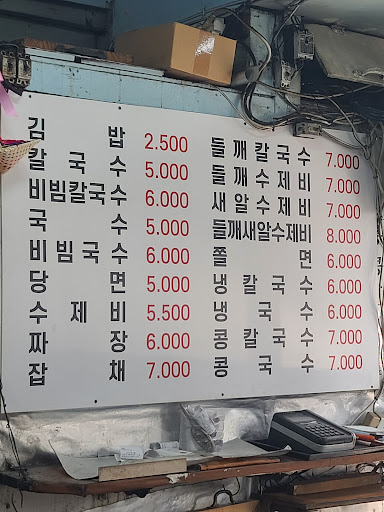 김 밥 2.500
칼 국 수 5.000
비빔칼국수 6.000
국 수 5.000
비 빔 국 수 6.000
당 면 5.000
수 제 비 5.500
짜 장 6.000
잡 채 7.000
들 깨 칼 국 수 7.000
들 깨 수 제 비 7.000
새 알 수 제 비 7.000
들깨새알수제비 8.000
쫄 면 6.000
냉 칼 국 수 6.000
냉 국 수 6.000
콩 칼 국 수 7.000
콩 국 수 7.000